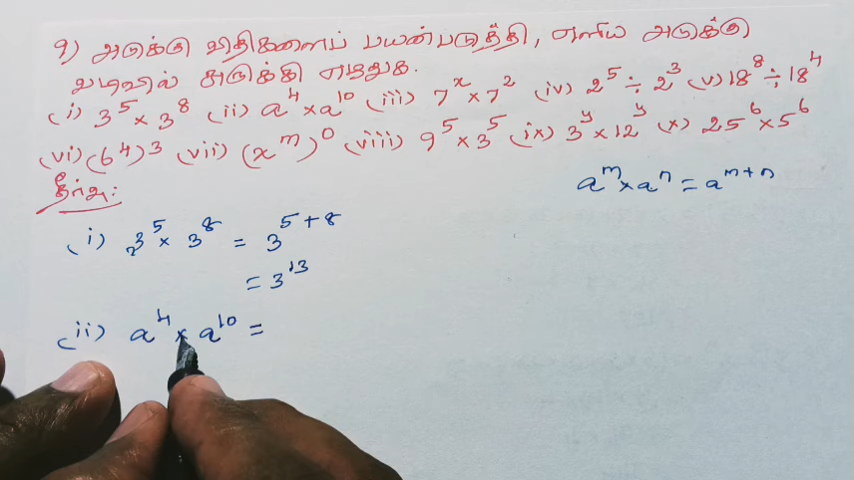 9) அடுக்கு விதிகளைப் பயன்படுத்தி, எளிய அடுக்கு
வடிவில் சுருக்கி எழுதுக.
(i) 3⁵ × 3⁸ (ii) a⁴ × a¹⁰ (iii) 7ˣ × 7² (iv) 2⁵ ÷ 2³ (v) 18⁸ ÷ 18⁴
(vi) (6⁴)³ (vii) (xᵐ)⁰ (viii) 9⁵ × 3⁵ (ix) 3ʸ × 12ʸ (x) 25⁶ × 5⁶
தீர்வு:
aᵐ × aⁿ = aᵐ⁺ⁿ
(i) 3⁵ × 3⁸ = 3⁵⁺⁸
= 3¹³
(ii) a⁴ × a¹⁰ =